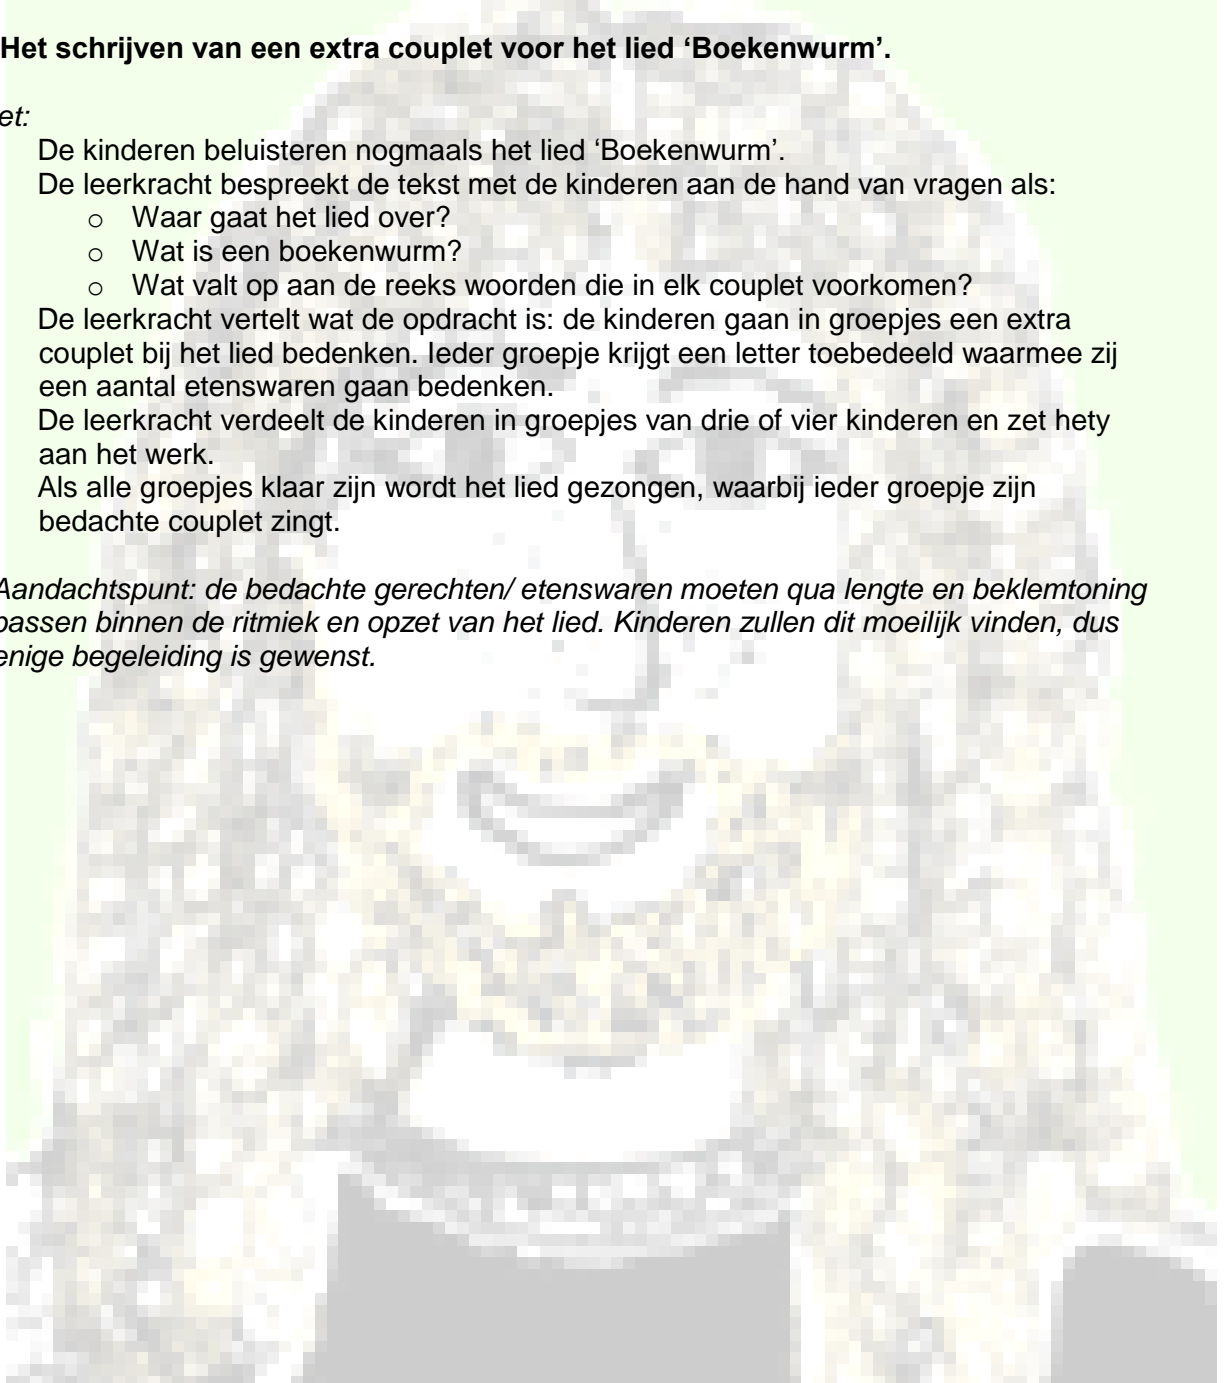 Het schrijven van een extra couplet voor het lied ‘Boekenwurm’.
et:
De kinderen beluisteren nogmaals het lied ‘Boekenwurm’.
De leerkracht bespreekt de tekst met de kinderen aan de hand van vragen als:
o Waar gaat het lied over?
o Wat is een boekenwurm?
o Wat valt op aan de reeks woorden die in elk couplet voorkomen?
De leerkracht vertelt wat de opdracht is: de kinderen gaan in groepjes een extra
couplet bij het lied bedenken. Ieder groepje krijgt een letter toebedeeld waarmee zij
een aantal etenswaren gaan bedenken.
De leerkracht verdeelt de kinderen in groepjes van drie of vier kinderen en zet hety
aan het werk.
Als alle groepjes klaar zijn wordt het lied gezongen, waarbij ieder groepje zijn
bedachte couplet zingt.
Aandachtspunt: de bedachte gerechten/ etenswaren moeten qua lengte en beklemtoning
passen binnen de ritmiek en opzet van het lied. Kinderen zullen dit moeilijk vinden, dus
enige begeleiding is gewenst.